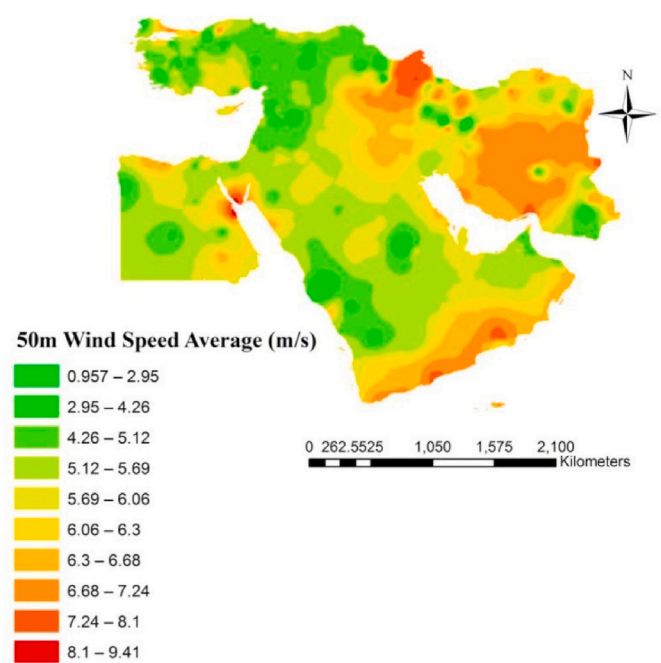 N
50m Wind Speed Average (m/s)
0.957 – 2.95
2.95 – 4.26
4.26 – 5.12
5.12 – 5.69
5.69 – 6.06
6.06 – 6.3
6.3 – 6.68
6.68 – 7.24
7.24 – 8.1
8.1 – 9.41
0 262.5525 1,050 1,575 2,100
Kilometers